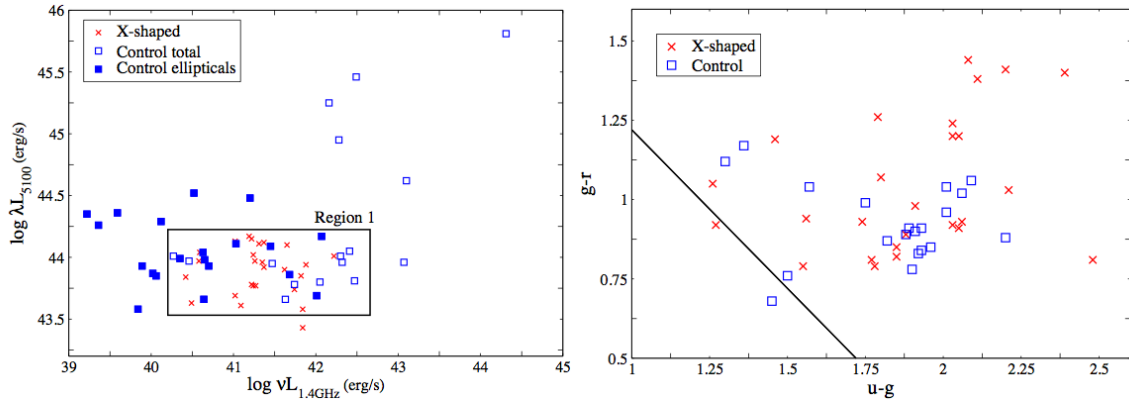 46
45.5
45
44.5
44
43.5
39
40
41
42
43
44
45
log λL5100 (erg/s)
log νL1.4GHz (erg/s)
X-shaped
Control total
Control ellipticals
Region 1
1.5
1.25
1
0.75
0.5
1
1.25
1.5
1.75
2
2.25
2.5
g-r
u-g
X-shaped
Control